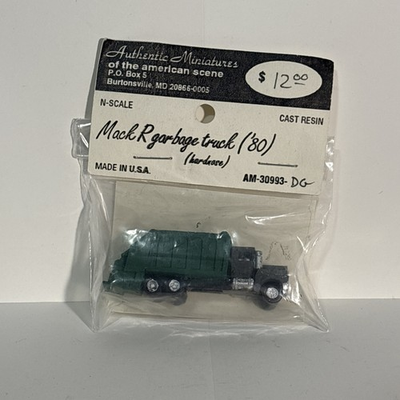 Authentic Miniatures
of the american scene
P.O. Box 5
Burtonsville, MD 20866-0005
$ 12.00
N-SCALE
CAST RESIN
Mack R garbage truck ('80)
(hardnose)
MADE IN U.S.A.
AM-30993-DG